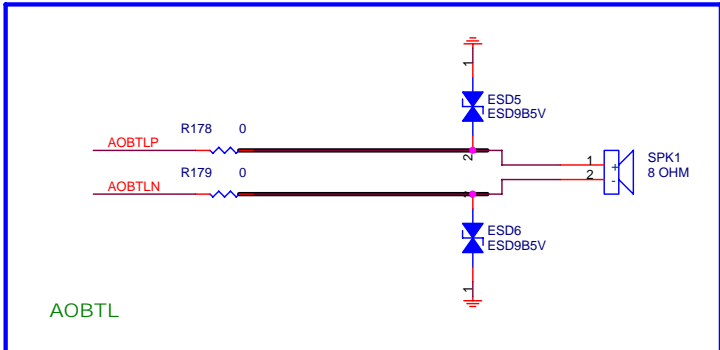 1
ESD5
ESD9B5V
R178 0
AOBTLP
2
R179 0
AOBTLN
1
2
+
-
SPK1
8 OHM
ESD6
ESD9B5V
1
AOBTL